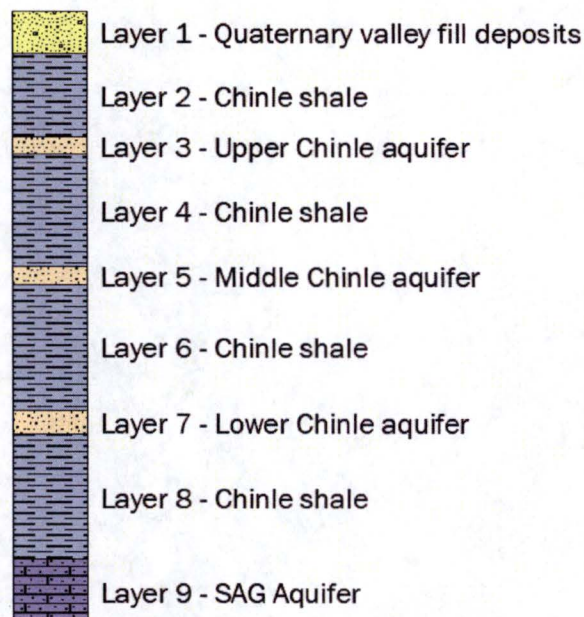 Layer 1 - Quaternary valley fill deposits
Layer 2 - Chinle shale
Layer 3 - Upper Chinle aquifer
Layer 4 - Chinle shale
Layer 5 - Middle Chinle aquifer
Layer 6 - Chinle shale
Layer 7 - Lower Chinle aquifer
Layer 8 - Chinle shale
Layer 9 - SAG Aquifer